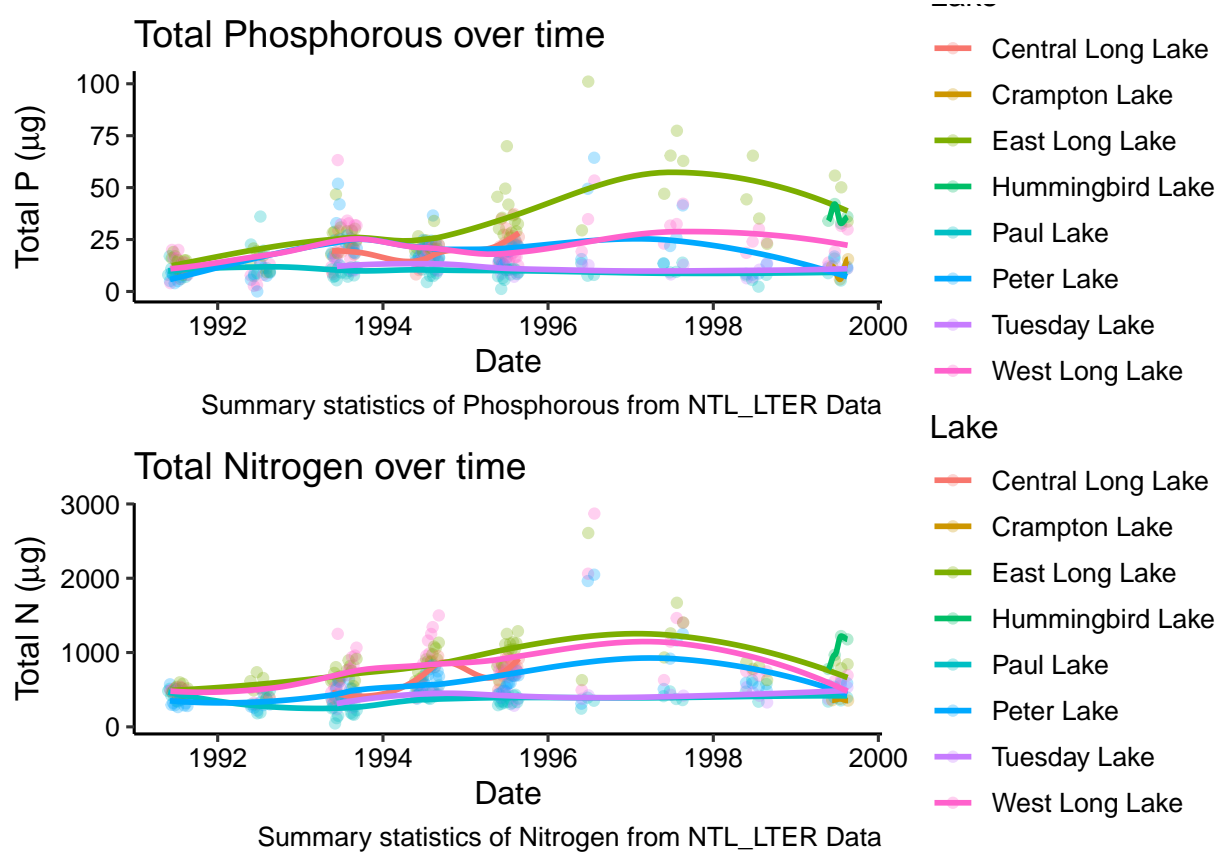 Total Phosphorous over time
Total P (µg)
100
75
50
25
0
1992 1994 1996 1998 2000
Date
Summary statistics of Phosphorous from NTL_LTER Data
Central Long Lake
Crampton Lake
East Long Lake
Hummingbird Lake
Paul Lake
Peter Lake
Tuesday Lake
West Long Lake
Total Nitrogen over time
Total N (µg)
3000
2000
1000
0
1992 1994 1996 1998 2000
Date
Summary statistics of Nitrogen from NTL_LTER Data
Lake
Central Long Lake
Crampton Lake
East Long Lake
Hummingbird Lake
Paul Lake
Peter Lake
Tuesday Lake
West Long Lake